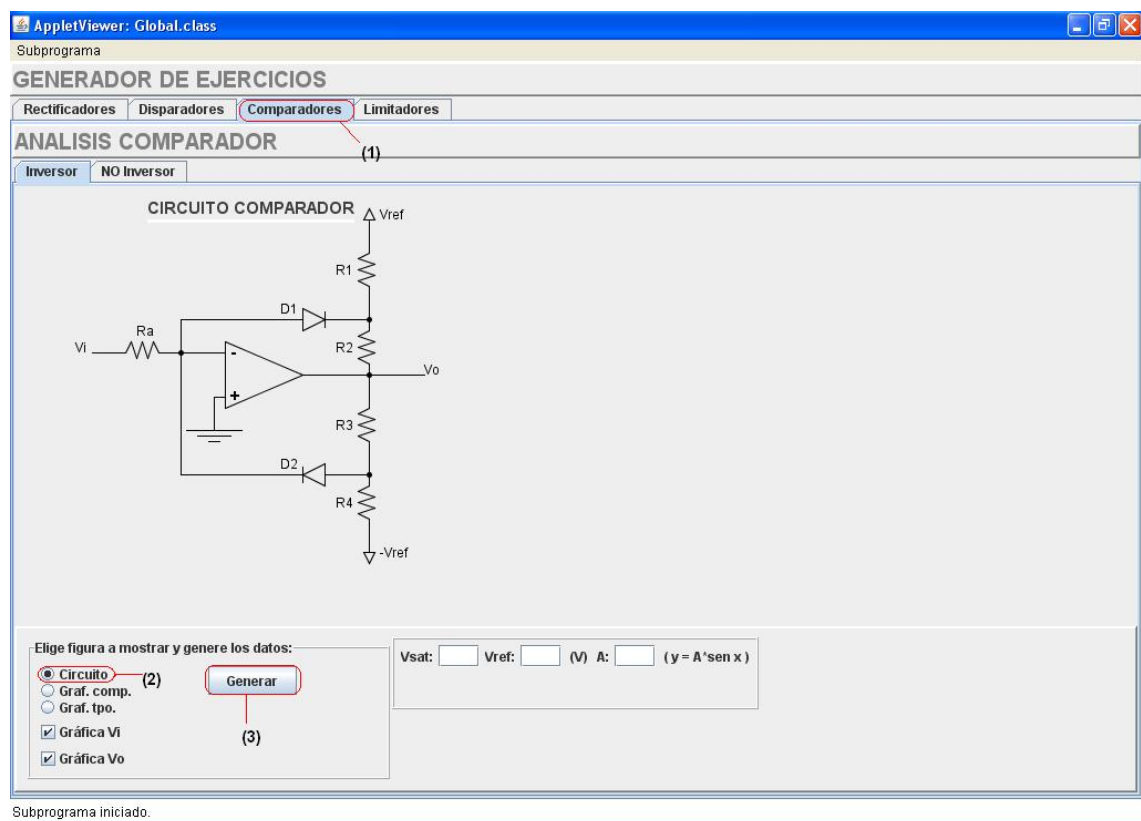 AppletViewer: Global.class
Subprograma
GENERADOR DE EJERCICIOS
Rectificadores Disparadores Comparadores Limitadores
ANALISIS COMPARADOR
(1)
Inversor NO Inversor
CIRCUITO COMPARADOR
Vref
R1
D1
Ra
Vi
R2
-
Vo
+
R3
D2
R4
-Vref
Elige figura a mostrar y genere los datos:
Circuito
(2)
Generar
Graf. comp.
Graf. tpo.
Gráfica Vi
(3)
Gráfica Vo
Vsat: Vref: (V) A: ( y = A*sen x )
Subprograma iniciado.